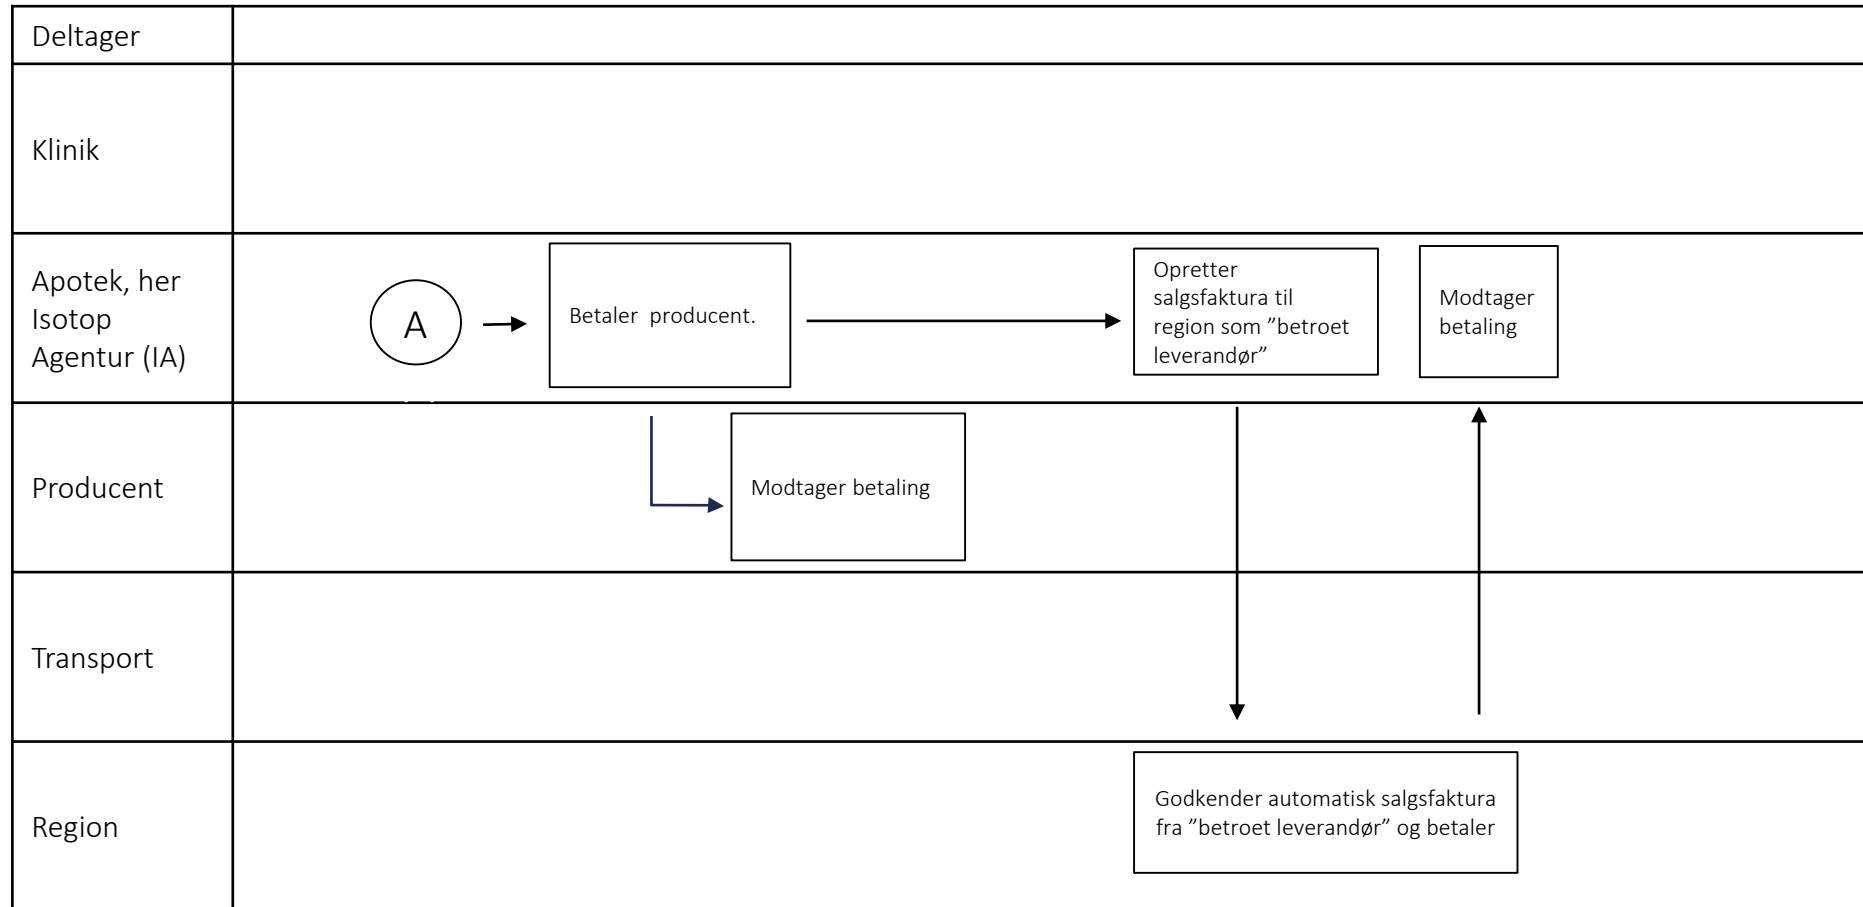 Deltager
Klinik
Apotek, her
Isotop
Agentur (IA)
A
Betaler  producent.
Opretter
salgsfaktura til
region som ”betroet
leverandør”
Modtager
betaling
Producent
Modtager betaling
Transport
Region
Godkender automatisk salgsfaktura
fra ”betroet leverandør” og betaler